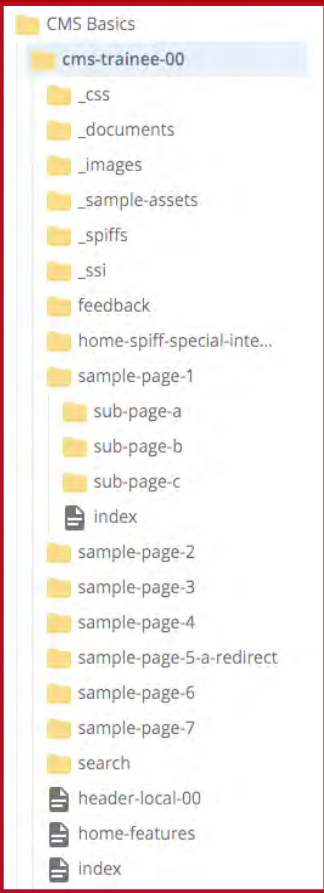 CMS Basics
cms-trainee-00
_css
_documents
_images
_sample-assets
_spiffs
_ssi
feedback
home-spiff-special-inte...
sample-page-1
sub-page-a
sub-page-b
sub-page-c
index
sample-page-2
sample-page-3
sample-page-4
sample-page-5-a-redirect
sample-page-6
sample-page-7
search
header-local-00
home-features
index